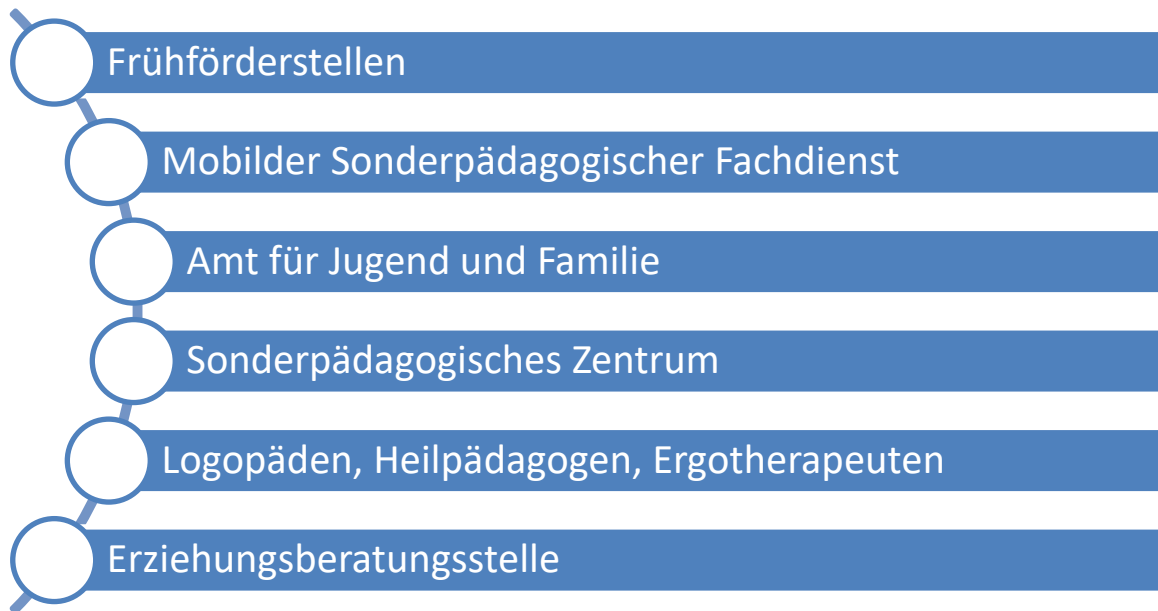 Frühförderstellen
Mobilder Sonderpädagogischer Fachdienst
Amt für Jugend und Familie
Sonderpädagogisches Zentrum
Logopäden, Heilpädagogen, Ergotherapeuten
Erziehungsberatungsstelle